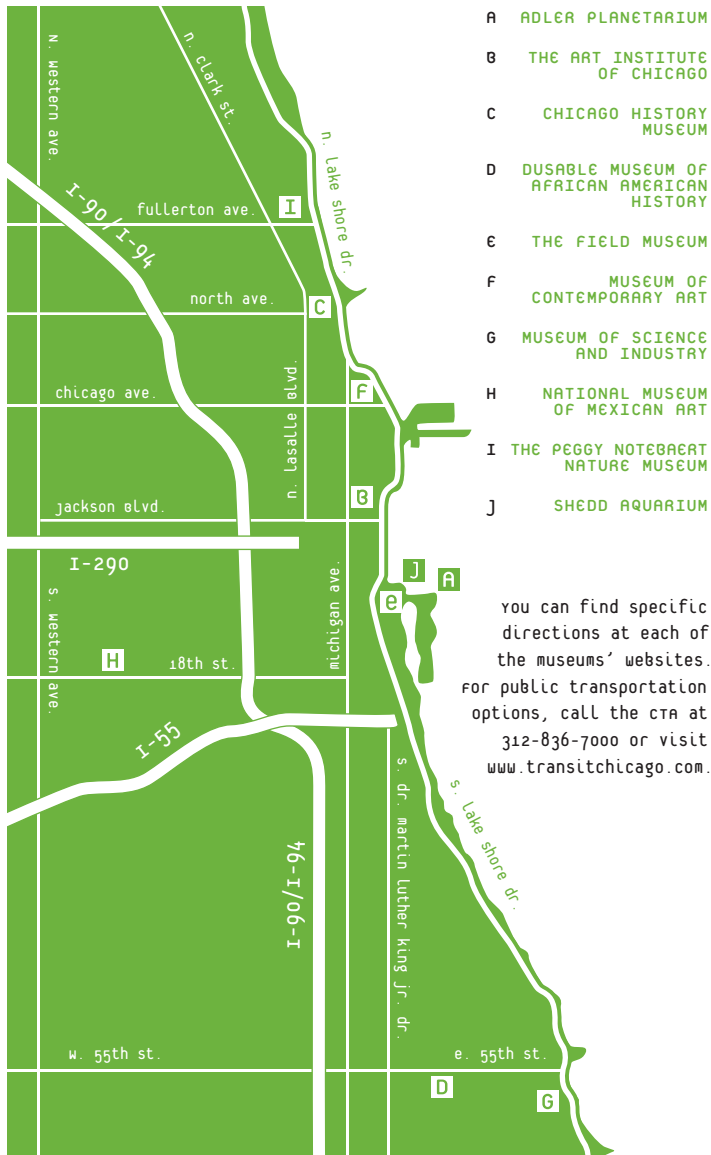 A ADLER PLANETARIUM
B THE ART INSTITUTE
OF CHICAGO
C CHICAGO HISTORY
MUSEUM
D DUSABLE MUSEUM OF
AFRICAN AMERICAN
HISTORY
e THE FIELD MUSEUM
F MUSEUM OF
CONTEMPORARY ART
G MUSEUM OF SCIENCE
AND INDUSTRY
H NATIONAL MUSEUM
OF MEXICAN ART
I THE PEGGY NOTEBAERT
NATURE MUSEUM
J SHEDD AQUARIUM
You can find specific
directions at each of
the museums' websites.
For public transportation
options, call the CTA at
312-836-7000 or visit
www.transitchicago.com.
N. Western ave.
n. clark st.
n. lake shore dr.
I-90/I-94
fullerton ave.
I
north ave.
C
chicago ave.
F
n. lasalle Blvd.
B
jackson Blvd.
I-290
J
A
e
michigan ave.
s. Western ave.
H
18th st.
I-55
s. lake shore dr.
s. dr. martin luther king jr. dr.
I-90/I-94
W. 55th st.
e. 55th st.
D
G